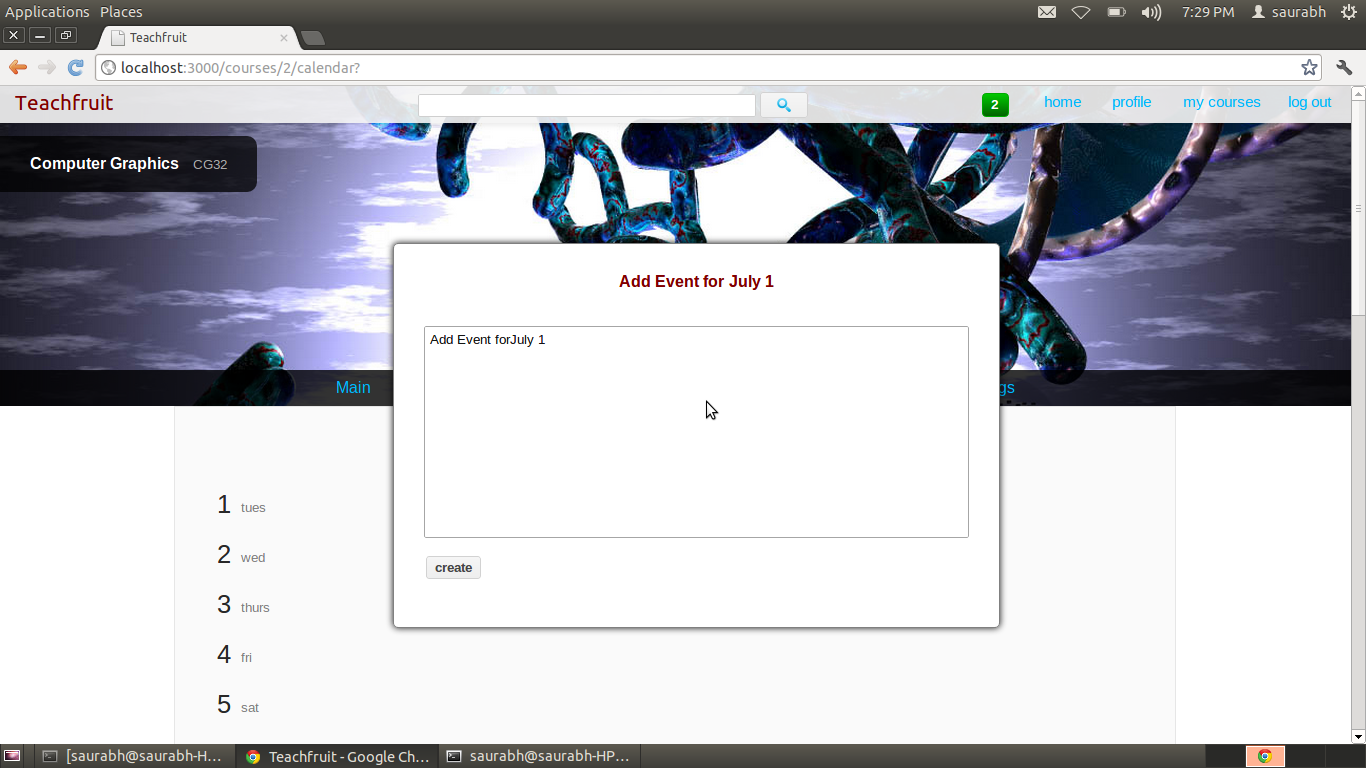 Applications Places 7:29 PM saurabh
Teachfruit
localhost:3000/courses/2/calendar?
Teachfruit 2 home profile my courses log out
Computer Graphics CG32
Add Event for July 1
Add Event forJuly 1
Main gs
1 tues
2 wed
3 thurs
4 fri
5 sat
create
[saurabh@saurabh-H... Teachfruit - Google Ch... saurabh@saurabh-HP...